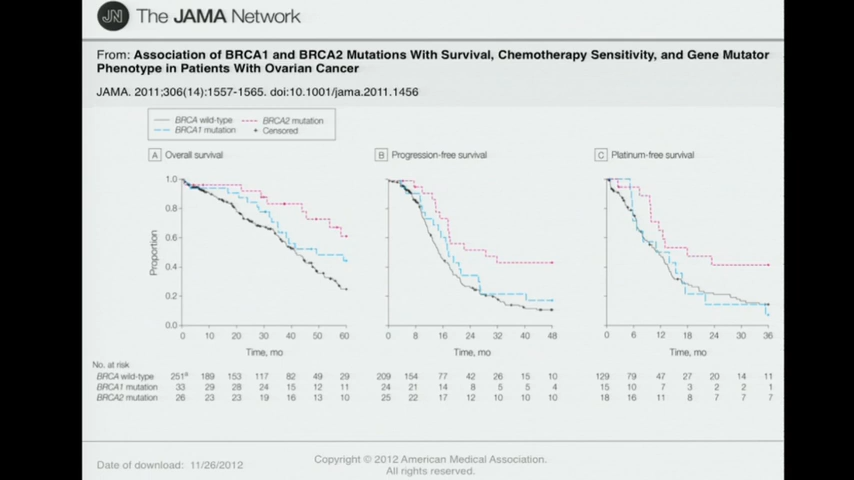 JN The JAMA Network
From: Association of BRCA1 and BRCA2 Mutations With Survival, Chemotherapy Sensitivity, and Gene Mutator
Phenotype in Patients With Ovarian Cancer
JAMA. 2011;306(14):1557-1565. doi:10.1001/jama.2011.1456
BRCA wild-type BRCA2 mutation
BRCA1 mutation Censored
A Overall survival B Progression-free survival C Platinum-free survival
1.0
0.8
0.6
0.4
0.2
0.0
Proportion
0 10 20 30 40 50 60 0 8 16 24 32 40 48 0 6 12 18 24 30 36
Time, mo Time, mo Time, mo
No. at risk
BRCA wild-type 251a 189 153 117 82 49 29 209 154 77 42 26 15 10 129 79 47 27 20 14 11
BRCA1 mutation 33 29 28 24 15 12 11 24 21 14 8 5 5 4 15 10 7 3 2 2 1
BRCA2 mutation 26 23 23 19 16 13 10 25 22 17 12 10 10 10 18 16 11 8 7 7 7
Date of download: 11/26/2012
Copyright © 2012 American Medical Association.
All rights reserved.